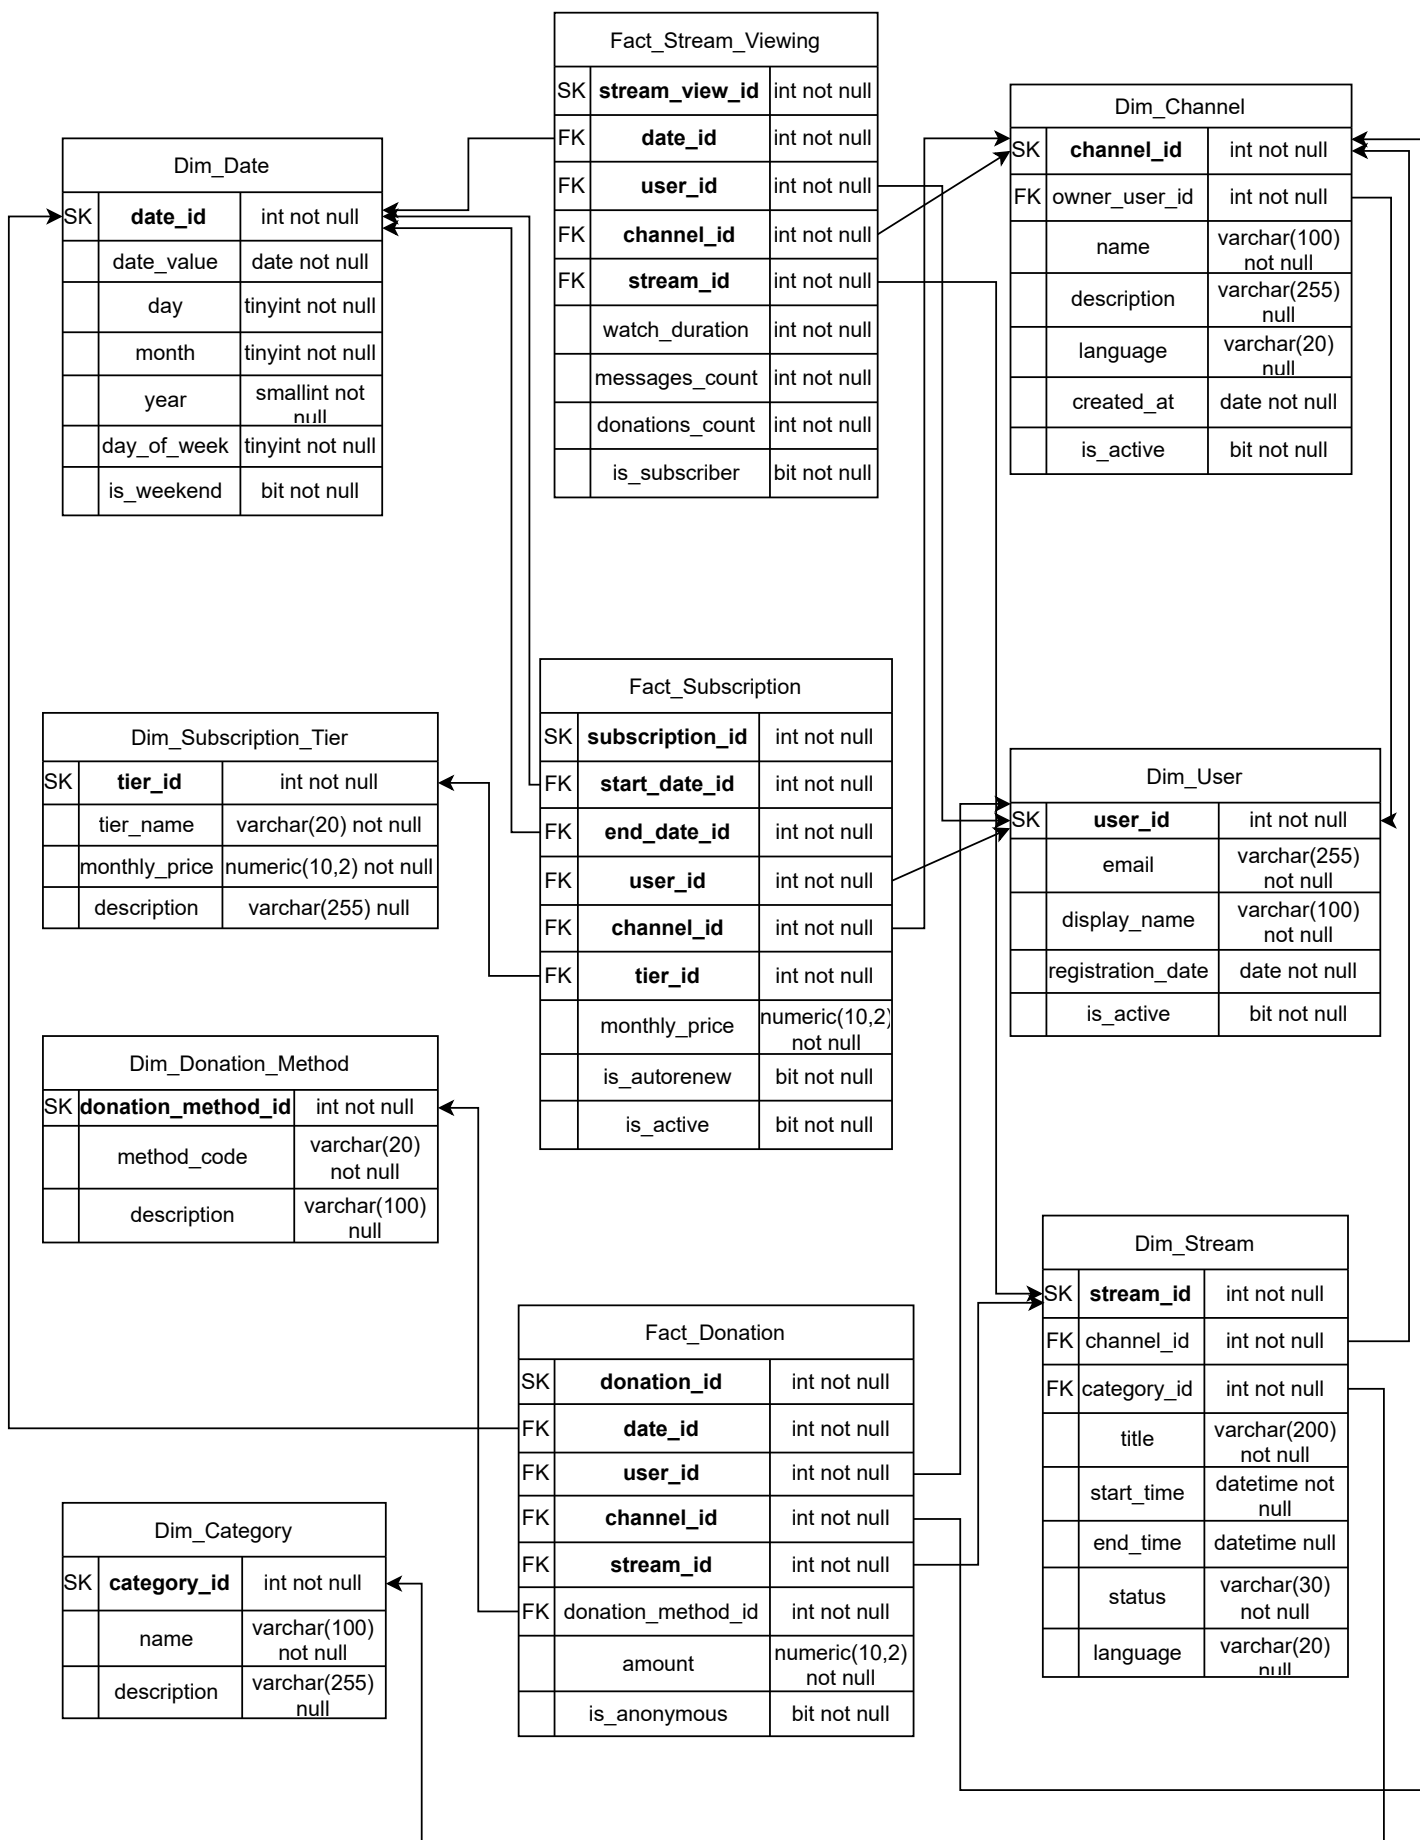 Fact_Stream_Viewing
SK stream_view_id int not null
FK date_id int not null
FK user_id int not null
FK channel_id int not null
FK stream_id int not null
watch_duration int not null
messages_count int not null
donations_count int not null
is_subscriber bit not null
Dim_Channel
SK channel_id int not null
FK owner_user_id int not null
name varchar(100)
not null
description varchar(255)
null
language varchar(20)
null
created_at date not null
is_active bit not null
Dim_Date
SK date_id int not null
date_value date not null
day tinyint not null
month tinyint not null
year smallint not
null
day_of_week tinyint not null
is_weekend bit not null
Fact_Subscription
SK subscription_id int not null
FK start_date_id int not null
FK end_date_id int not null
FK user_id int not null
FK channel_id int not null
FK tier_id int not null
monthly_price numeric(10,2)
not null
is_autorenew bit not null
is_active bit not null
Dim_Subscription_Tier
SK tier_id int not null
tier_name varchar(20) not null
monthly_price numeric(10,2) not null
description varchar(255) null
Dim_User
SK user_id int not null
email varchar(255)
not null
display_name varchar(100)
not null
registration_date date not null
is_active bit not null
Dim_Donation_Method
SK donation_method_id int not null
method_code varchar(20)
not null
description varchar(100)
null
Dim_Stream
SK stream_id int not null
FK channel_id int not null
FK category_id int not null
title varchar(200)
not null
start_time datetime not
null
end_time datetime null
status varchar(30)
not null
language varchar(20)
null
Fact_Donation
SK donation_id int not null
FK date_id int not null
FK user_id int not null
FK channel_id int not null
FK stream_id int not null
FK donation_method_id int not null
amount numeric(10,2)
not null
is_anonymous bit not null
Dim_Category
SK category_id int not null
name varchar(100)
not null
description varchar(255)
null